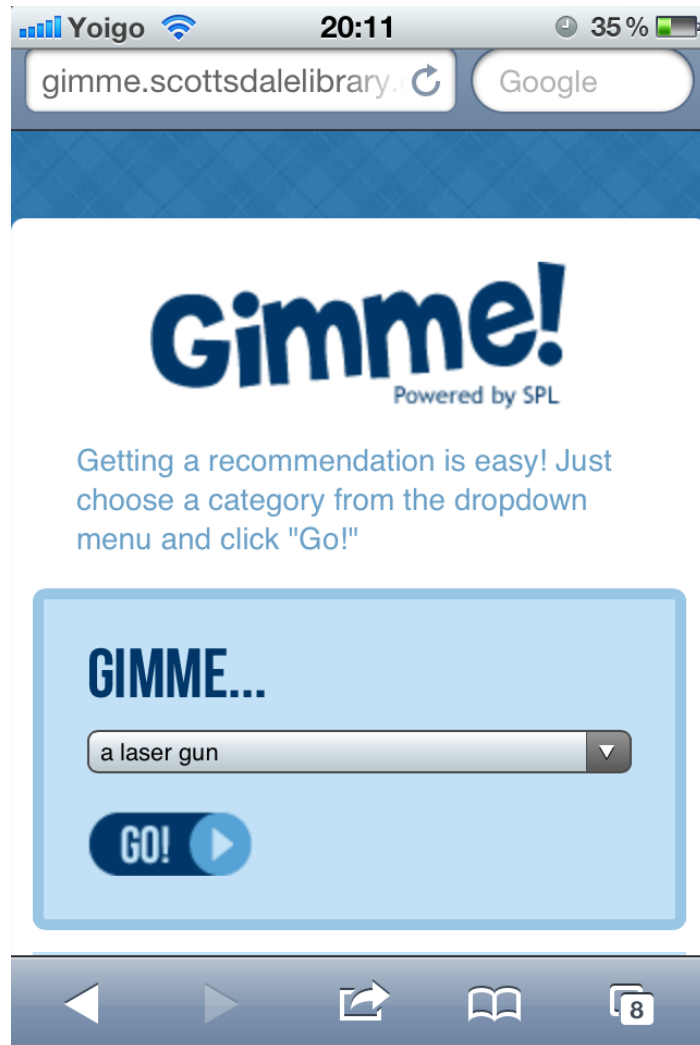 Yoigo 20:11 35%
gimme.scottsdalelibrary. Google
Gimme!
Powered by SPL
Getting a recommendation is easy! Just
choose a category from the dropdown
menu and click "Go!"
GIMME...
a laser gun
GO!
8